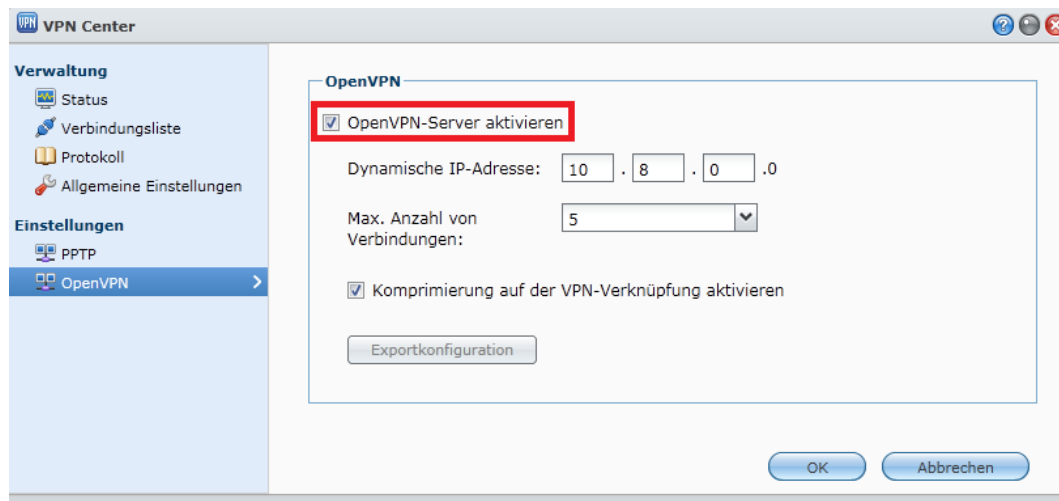 VPN VPN Center
Verwaltung
Status
Verbindungsliste
Protokoll
Allgemeine Einstellungen
Einstellungen
PPTP
OpenVPN
OpenVPN
OpenVPN-Server aktivieren
Dynamische IP-Adresse: 10 . 8 . 0 .0
Max. Anzahl von
Verbindungen:
5
Komprimierung auf der VPN-Verknüpfung aktivieren
Exportkonfiguration
OK Abbrechen